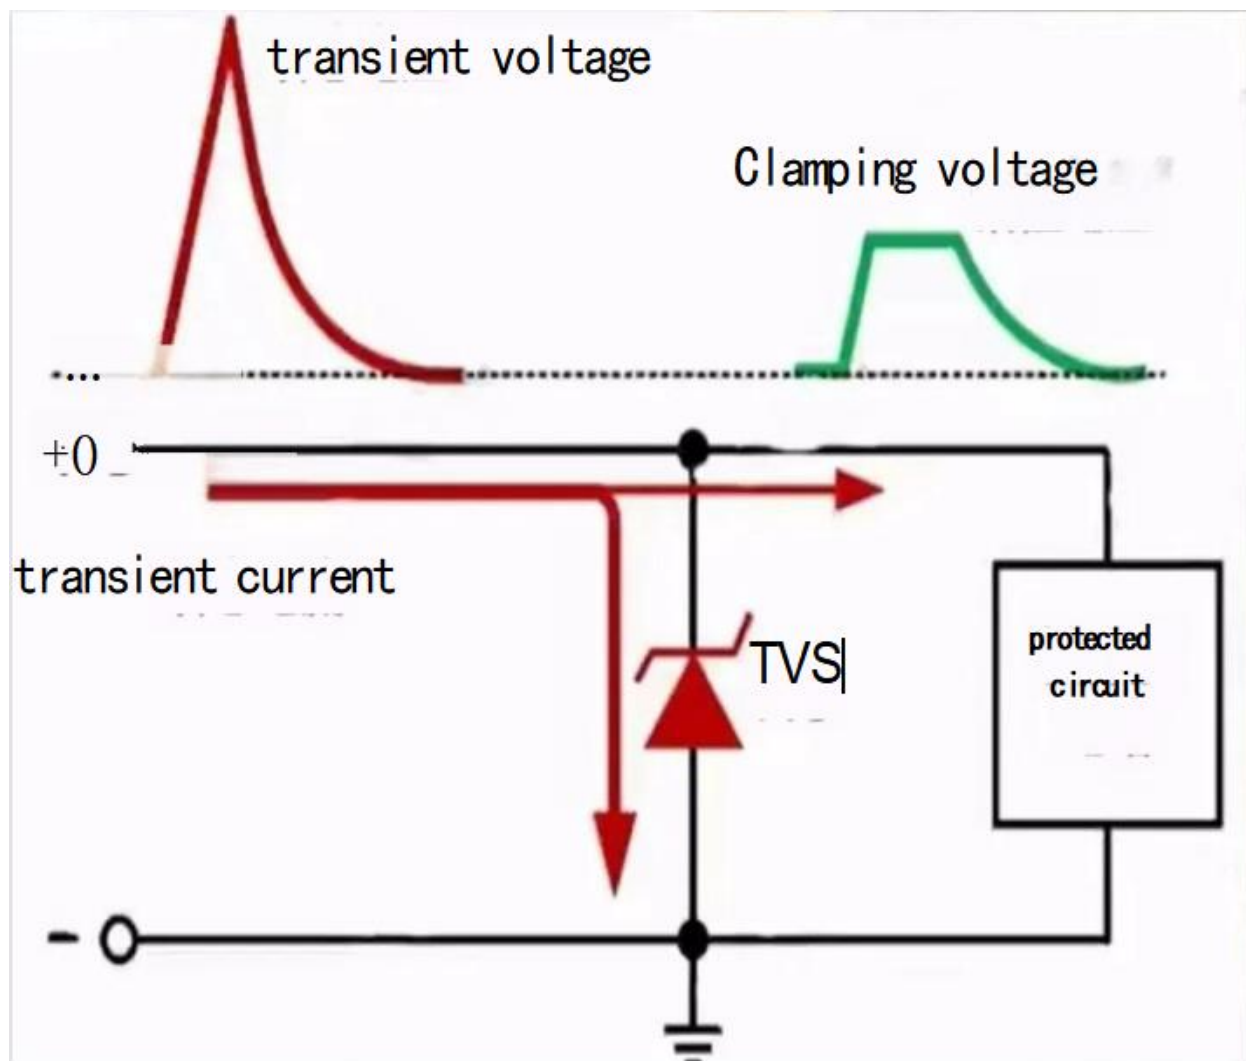 transient voltage
Clamping voltage
...
+0
transient current
TVS
protected
circuit
-